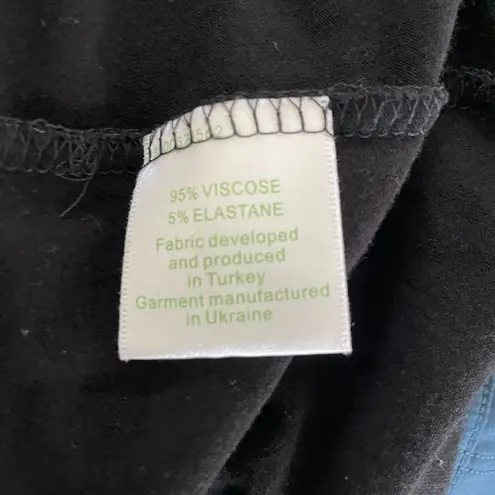 95% VISCOSE
5% ELASTANE
Fabric developed
and produced
in Turkey
Garment manufactured
in Ukraine